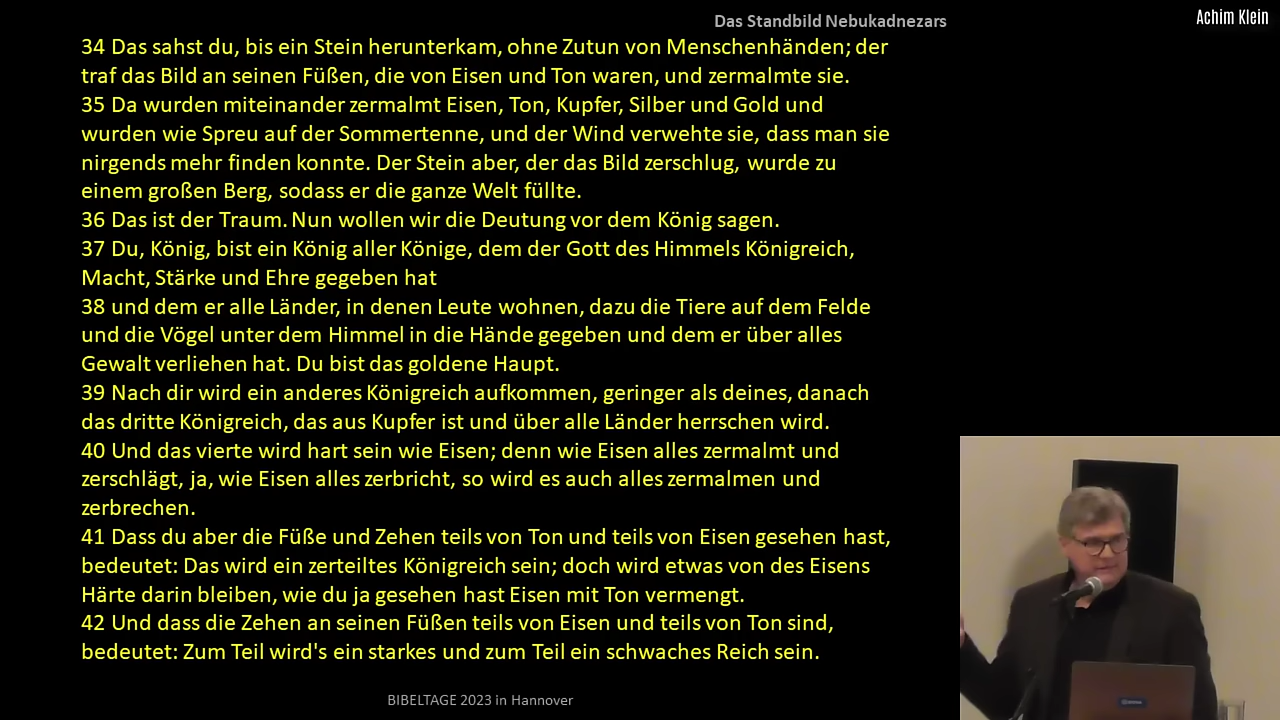 Das Standbild Nebukadnezars
Achim Klein
34 Das sahst du, bis ein Stein herunterkam, ohne Zutun von Menschenhänden; der
traf das Bild an seinen Füßen, die von Eisen und Ton waren, und zermalmte sie.
35 Da wurden miteinander zermalmt Eisen, Ton, Kupfer, Silber und Gold und
wurden wie Spreu auf der Sommertenne, und der Wind verwehte sie, dass man sie
nirgends mehr finden konnte. Der Stein aber, der das Bild zerschlug, wurde zu
einem großen Berg, sodass er die ganze Welt füllte.
36 Das ist der Traum. Nun wollen wir die Deutung vor dem König sagen.
37 Du, König, bist ein König aller Könige, dem der Gott des Himmels Königreich,
Macht, Stärke und Ehre gegeben hat
38 und dem er alle Länder, in denen Leute wohnen, dazu die Tiere auf dem Felde
und die Vögel unter dem Himmel in die Hände gegeben und dem er über alles
Gewalt verliehen hat. Du bist das goldene Haupt.
39 Nach dir wird ein anderes Königreich aufkommen, geringer als deines, danach
das dritte Königreich, das aus Kupfer ist und über alle Länder herrschen wird.
40 Und das vierte wird hart sein wie Eisen; denn wie Eisen alles zermalmt und
zerschlägt, ja, wie Eisen alles zerbricht, so wird es auch alles zermalmen und
zerbrechen.
41 Dass du aber die Füße und Zehen teils von Ton und teils von Eisen gesehen hast,
bedeutet: Das wird ein zerteiltes Königreich sein; doch wird etwas von des Eisens
Härte darin bleiben, wie du ja gesehen hast Eisen mit Ton vermengt.
42 Und dass die Zehen an seinen Füßen teils von Eisen und teils von Ton sind,
bedeutet: Zum Teil wird's ein starkes und zum Teil ein schwaches Reich sein.
BIBELTAGE 2023 in Hannover